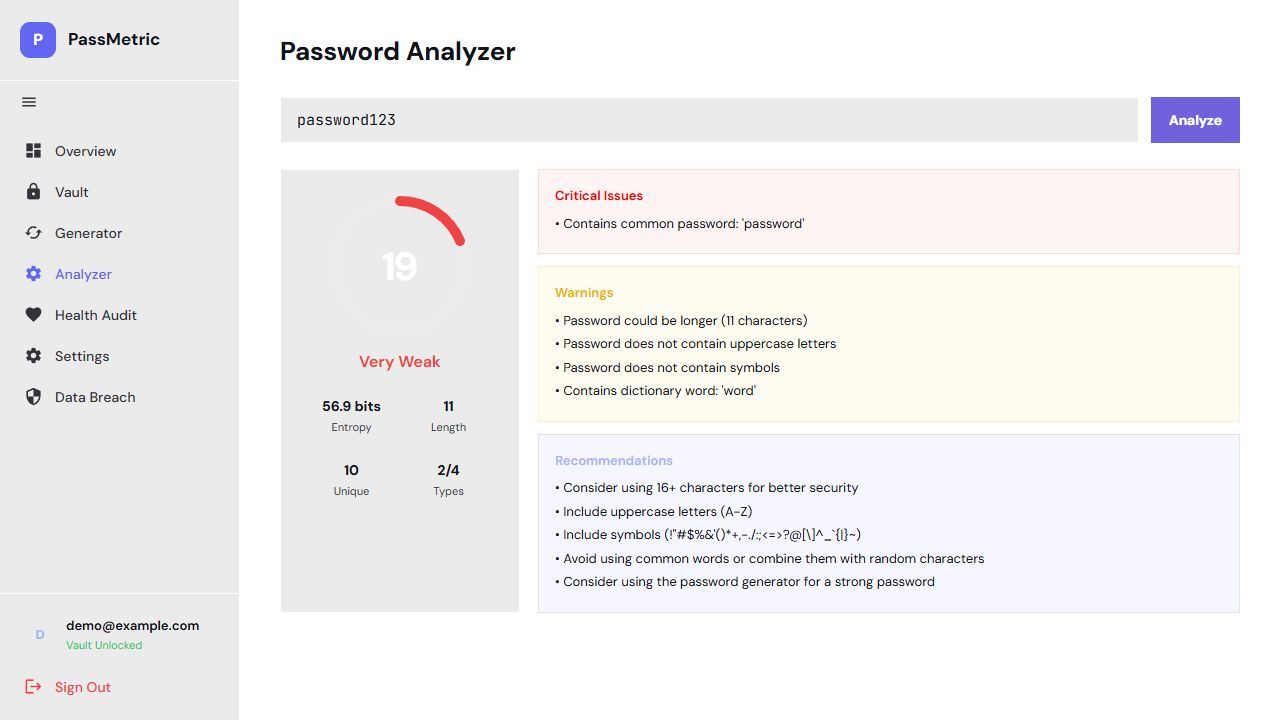 P PassMetric
Overview
Vault
Generator
Analyzer
Health Audit
Settings
Data Breach
D demo@example.com
Vault Unlocked
Sign Out
Password Analyzer
password123 Analyze
19
Very Weak
56.9 bits 11
Entropy Length
10 2/4
Unique Types
Critical Issues
• Contains common password: 'password'
Warnings
• Password could be longer (11 characters)
• Password does not contain uppercase letters
• Password does not contain symbols
• Contains dictionary word: 'word'
Recommendations
• Consider using 16+ characters for better security
• Include uppercase letters (A-Z)
• Include symbols (!"#$%&'()*+,-./:;<=>?@[\]^_`{|}~)
• Avoid using common words or combine them with random characters
• Consider using the password generator for a strong password